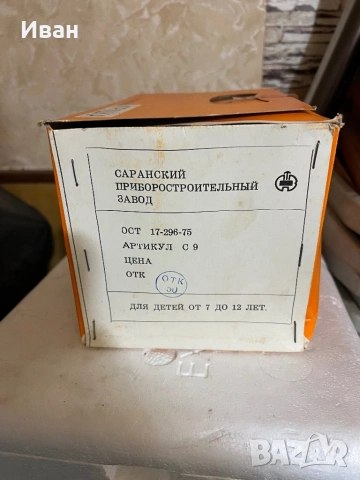 Иван
САРАНСКИЙ
ПРИБОРОСТРОИТЕЛЬНЫЙ
ЗАВОД
ОСТ 17-296-75
АРТИКУЛ С 9
ЦЕНА
ОТК
ОТК
30
ДЛЯ ДЕТЕЙ ОТ 7 ДО 12 ЛЕТ.
BAZAR